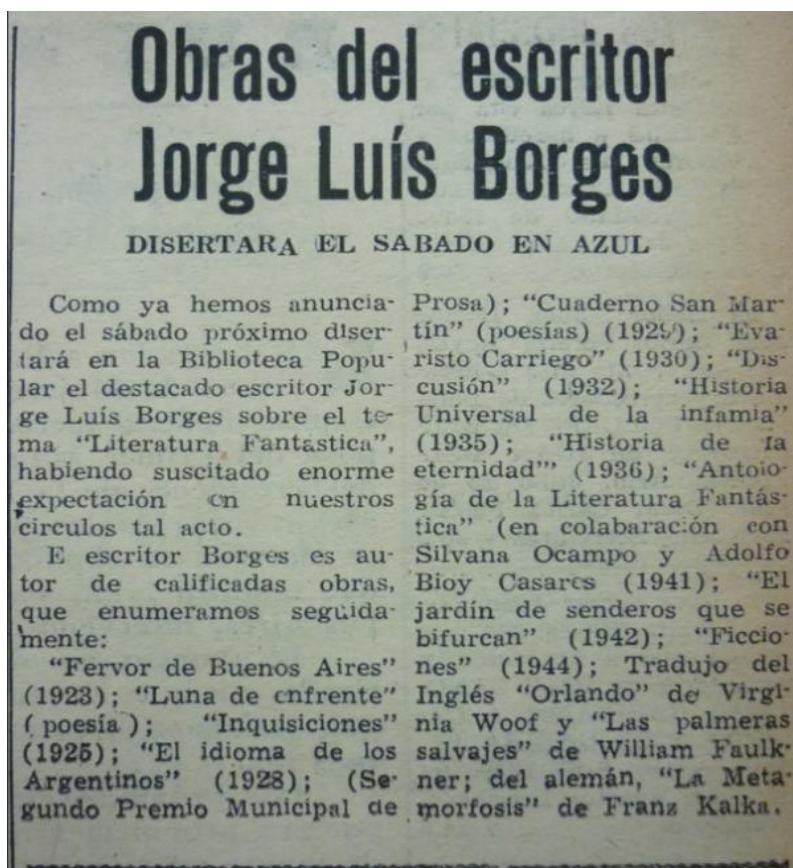 Obras del escritor
Jorge Luís Borges
DISERTARA EL SABADO EN AZUL
Como ya hemos anuncia-
do el sábado próximo diser-
tará en la Biblioteca Popu-
lar el destacado escritor Jor-
ge Luís Borges sobre el te-
ma “Literatura Fantástica”,
habiendo suscitado enorme
expectación en nuestros
circulos tal acto.
E escritor Borges es au-
tor de calificadas obras,
que enumeramos seguida-
mente:
“Fervor de Buenos Aires”
(1923); “Luna de enfrente”
(poesía); “Inquisiciones”
(1925); “El idioma de los
Argentinos” (1928); (Se-
gundo Premio Municipal de
Prosa); “Cuaderno San Mar-
tín” (poesías) (1929); “Eva-
risto Carriego” (1930); “Dis-
cusión” (1932); “Historia
Universal de la infamia”
(1935); “Historia de la
eternidad”’ (1936); “Antolo-
gía de la Literatura Fantás-
tica” (en colabaración con
Silvana Ocampo y Adolfo
Bioy Casares (1941); “El
jardín de senderos que se
bifurcan” (1942); “Ficcio-
nes” (1944); Tradujo del
Inglés “Orlando” de Virgi-
nia Woof y “Las palmeras
salvajes” de William Faulk-
ner; del alemán, “La Meta-
morfosis” de Franz Kalka.